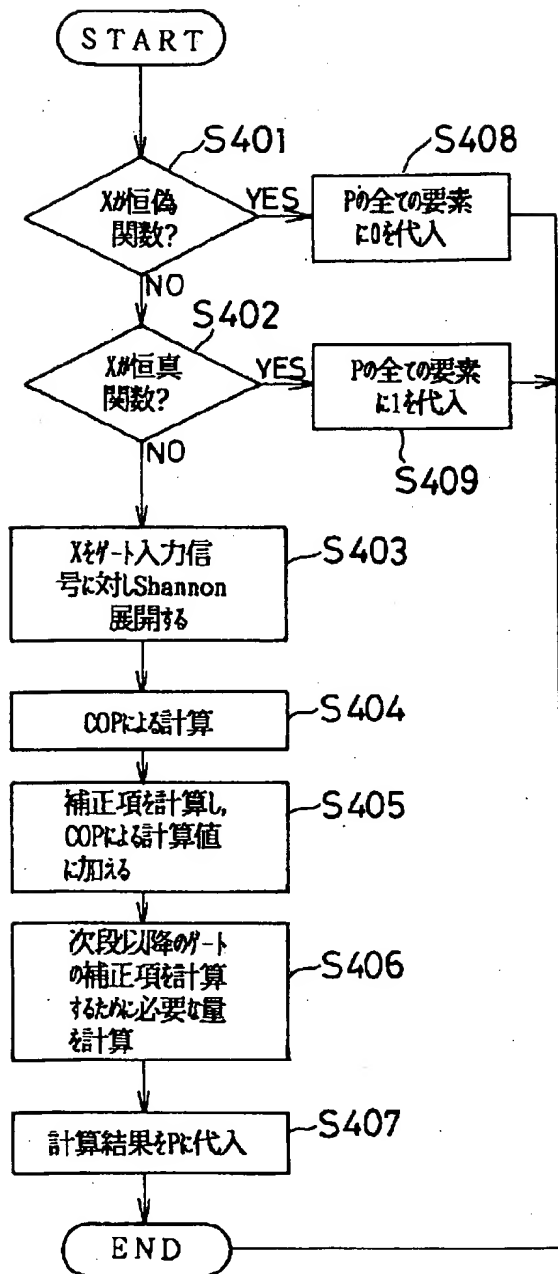 START
S401
S408
Xが恒偽
関数?
YES
Pの全ての要素
に0を代入
NO
S402
Xが恒真
関数?
YES
Pの全ての要素
に1を代入
NO
S409
Xをゲート入力信
号に対しShannon
展開する
S403
COPによる計算
S404
補正項を計算し,
COPによる計算値
に加える
S405
次段以降のゲート
の補正項を計算
するために必要な量
を計算
S406
計算結果をPに代入
S407
END